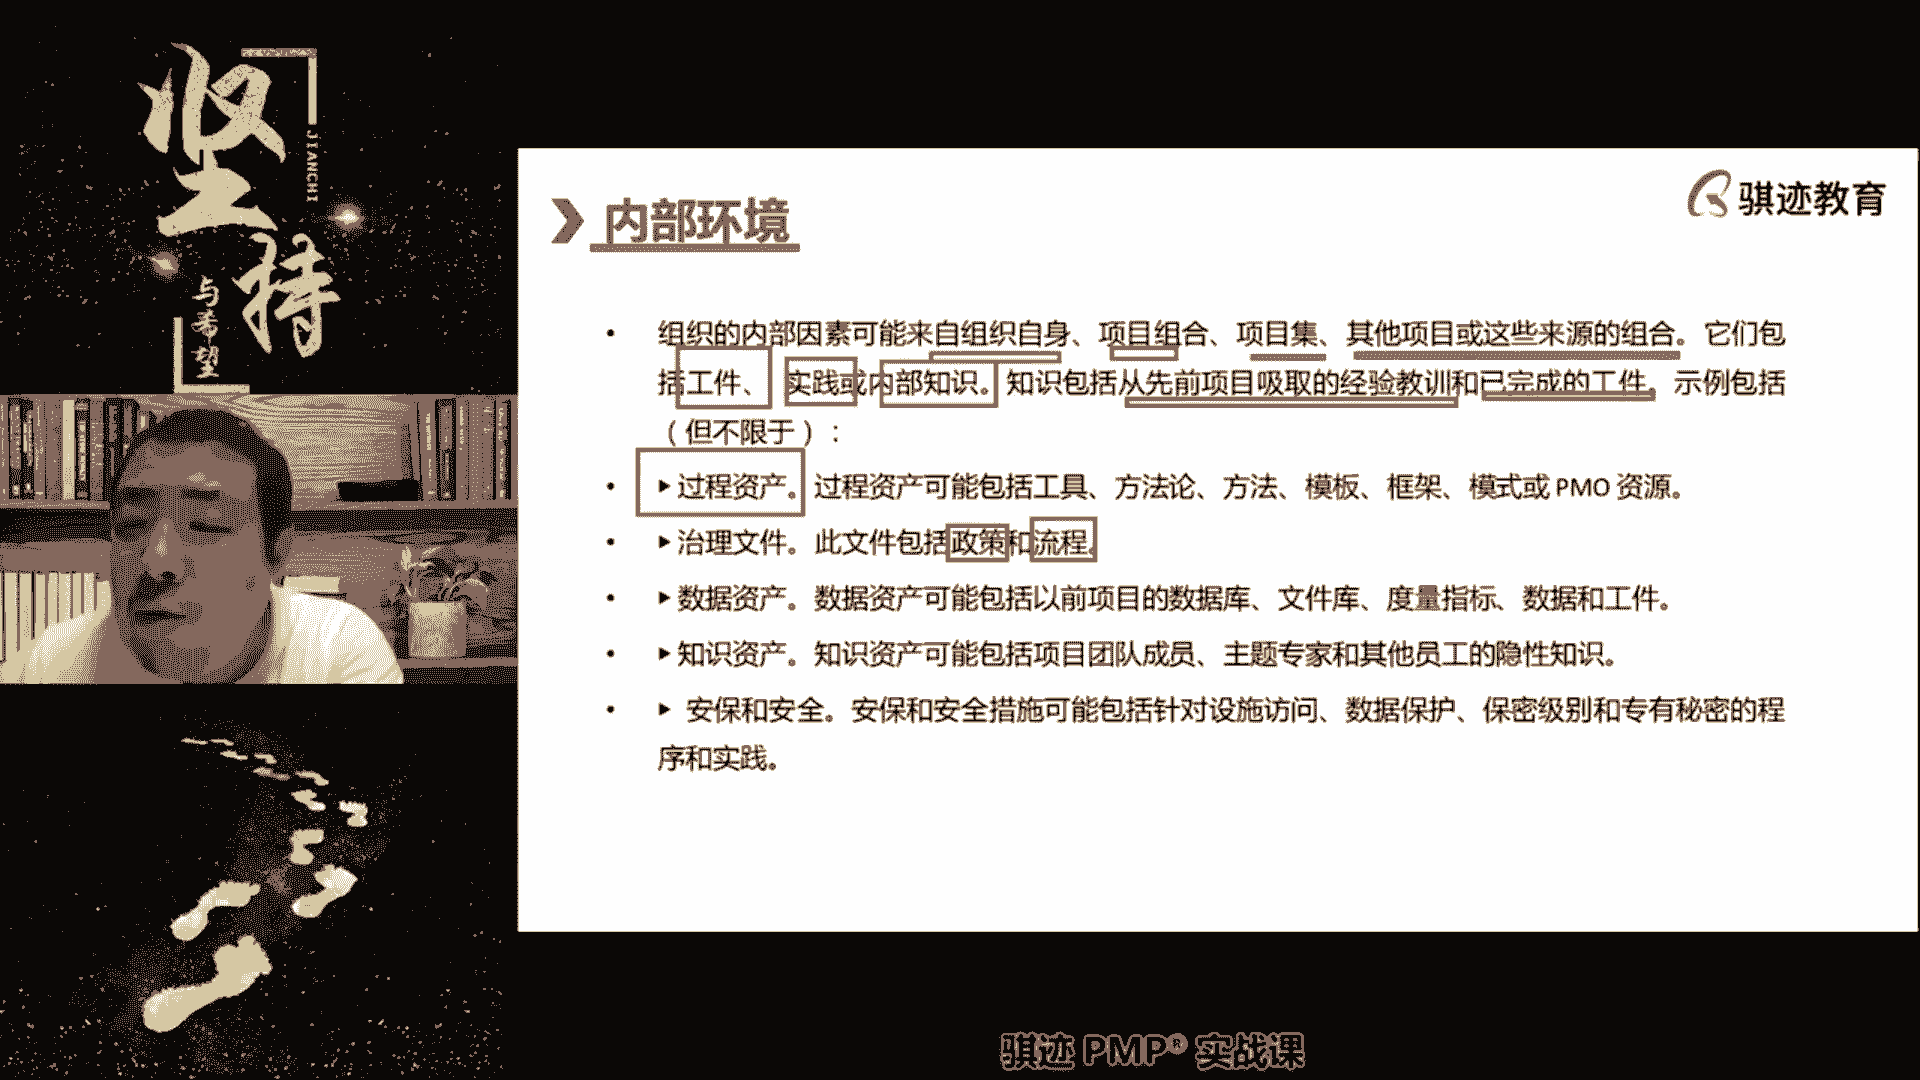 坚持
JIANCHI
与希望
骐迹教育
内部环境
• 组织的内部因素可能来自组织自身、项目组合、项目集、其他项目或这些来源的组合。它们包
括工件、实践或内部知识。知识包括从先前项目吸取的经验教训和已完成的工件。示例包括
（但不限于）：
• ▶过程资产。过程资产可能包括工具、方法论、方法、模板、框架、模式或 PMO 资源。
• ▶治理文件。此文件包括政策和流程。
• ▶数据资产。数据资产可能包括以前项目的数据库、文件库、度量指标、数据和工件。
• ▶知识资产。知识资产可能包括项目团队成员、主题专家和其他员工的隐性知识。
• ▶ 安保和安全。安保和安全措施可能包括针对设施访问、数据保护、保密级别和专有秘密的程
序和实践。
骐迹 PMP® 实战课